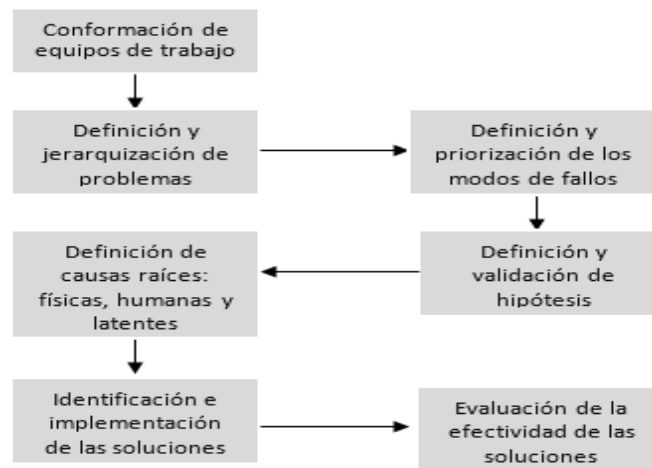 Conformación de
equipos de trabajo
Definición y
jerarquización de
problemas
Definición y
priorización de los
modos de fallos
Definición y
validación de
hipótesis
Definición de
causas raíces:
físicas, humanas y
latentes
Identificación e
implementación
de las soluciones
Evaluación de la
efectividad de las
soluciones